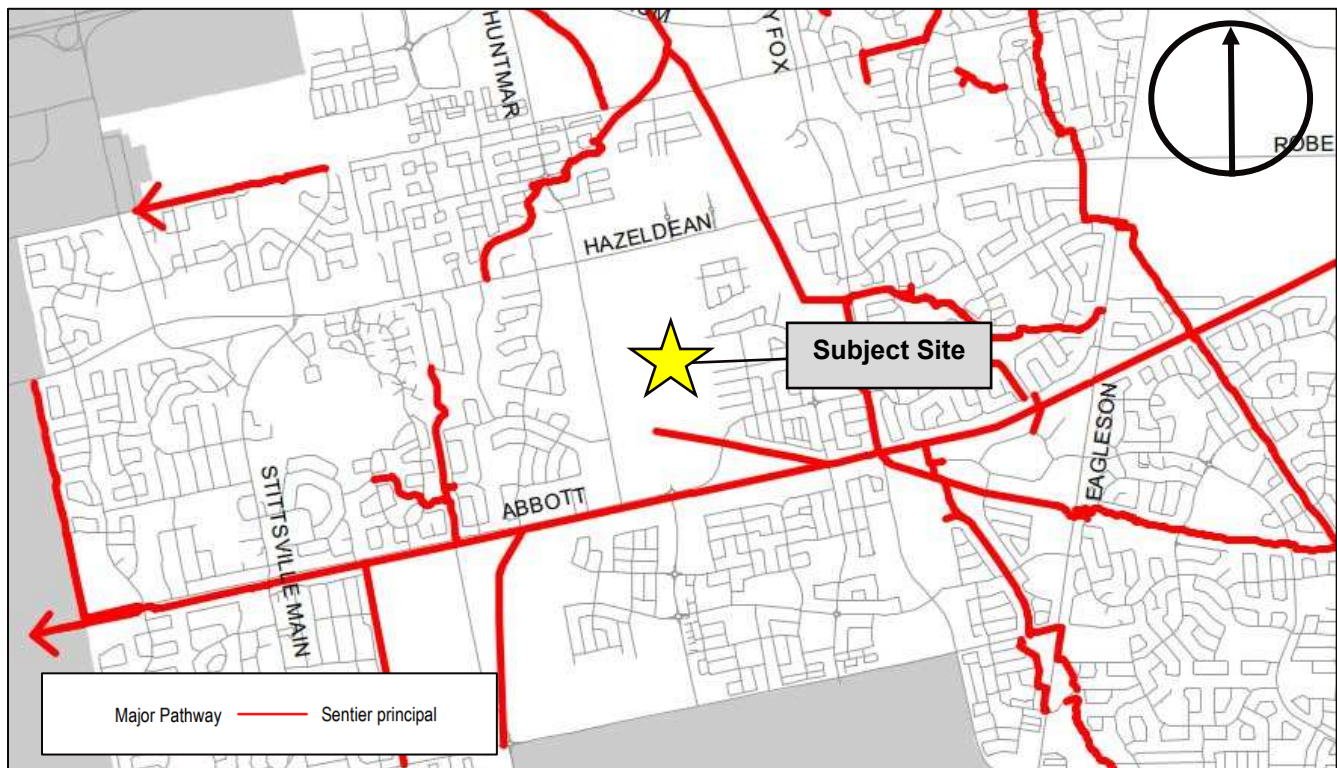 HUNTMAR
Y FOX
ROBE
HAZELDEAN
Subject Site
EAGLESON
ABBOTT
STITTSVILLE MAIN
Major Pathway Sentier principal